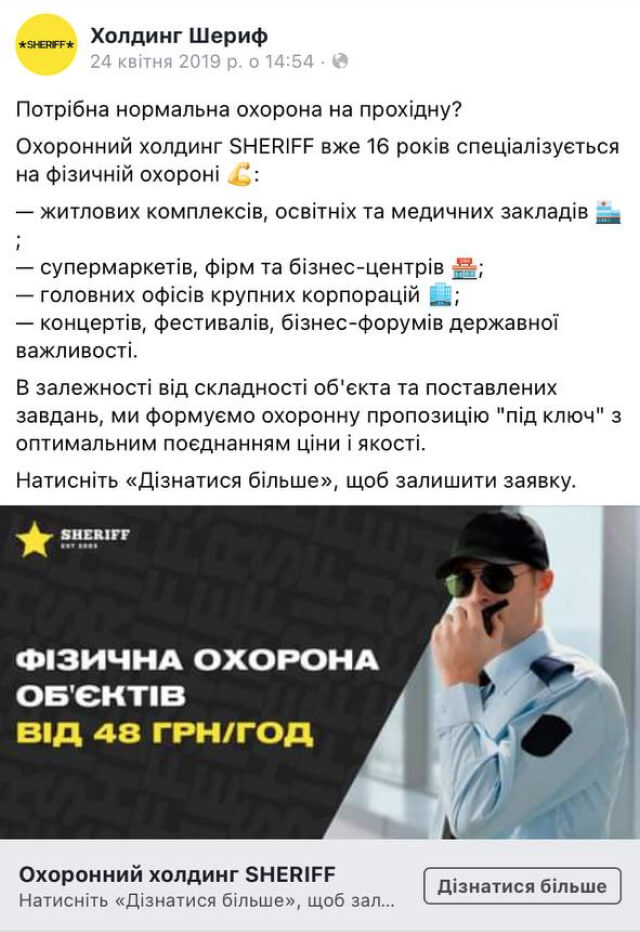 ★SHERIFF★
Холдинг Шериф
24 квітня 2019 р. о 14:54 ·
Потрібна нормальна охорона на прохідну?
Охоронний холдинг SHERIFF вже 16 років спеціалізується
на фізичній охороні 💪:
— житлових комплексів, освітніх та медичних закладів 🏥
;
— супермаркетів, фірм та бізнес-центрів 🏪;
— головних офісів крупних корпорацій 🏢;
— концертів, фестивалів, бізнес-форумів державної
важливості.
В залежності від складності об'єкта та поставлених
завдань, ми формуємо охоронну пропозицію "під ключ" з
оптимальним поєднанням ціни і якості.
Натисніть «Дізнатися більше», щоб залишити заявку.
SHERIFF
EST 2003
ФІЗИЧНА ОХОРОНА
ОБ'ЄКТІВ
ВІД 48 ГРН/ГОД
Охоронний холдинг SHERIFF
Натисніть «Дізнатися більше», щоб зал...
Дізнатися більше